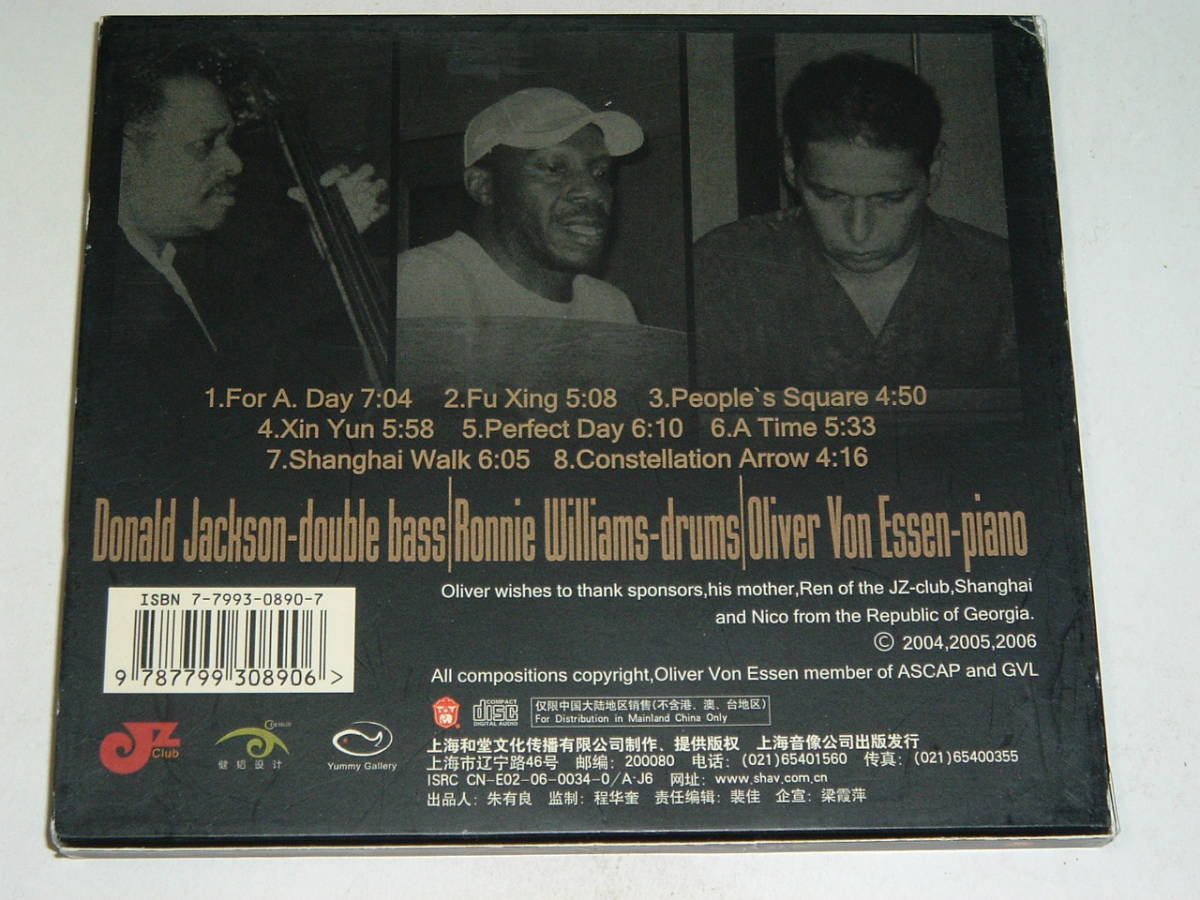 1.For A. Day 7:04 2.Fu Xing 5:08 3.People`s Square 4:50
4.Xin Yun 5:58 5.Perfect Day 6:10 6.A Time 5:33
7.Shanghai Walk 6:05 8.Constellation Arrow 4:16
Donald Jackson-double bass|Ronnie Williams-drums|Oliver Von Essen-piano
Oliver wishes to thank sponsors,his mother,Ren of the JZ-club,Shanghai
and Nico from the Republic of Georgia.
© 2004,2005,2006
All compositions copyright,Oliver Von Essen member of ASCAP and GVL
ISBN 7-7993-0890-7
9 787799 308906 >
JZ Club
健韬设计
Yummy Gallery
COMPACT disc DIGITAL AUDIO
仅限中国大陆地区销售(不含港、澳、台地区)
For Distribution in Mainland China Only
上海和堂文化传播有限公司制作、提供版权 上海音像公司出版发行
上海市辽宁路46号 邮编:200080 电话:(021)65401560 传真:(021)65400355
ISRC CN-E02-06-0034-0/A·J6 网址:www.shav.com.cn
出品人:朱有良 监制:程华奎 责任编辑:裴佳 企宣:梁霞萍